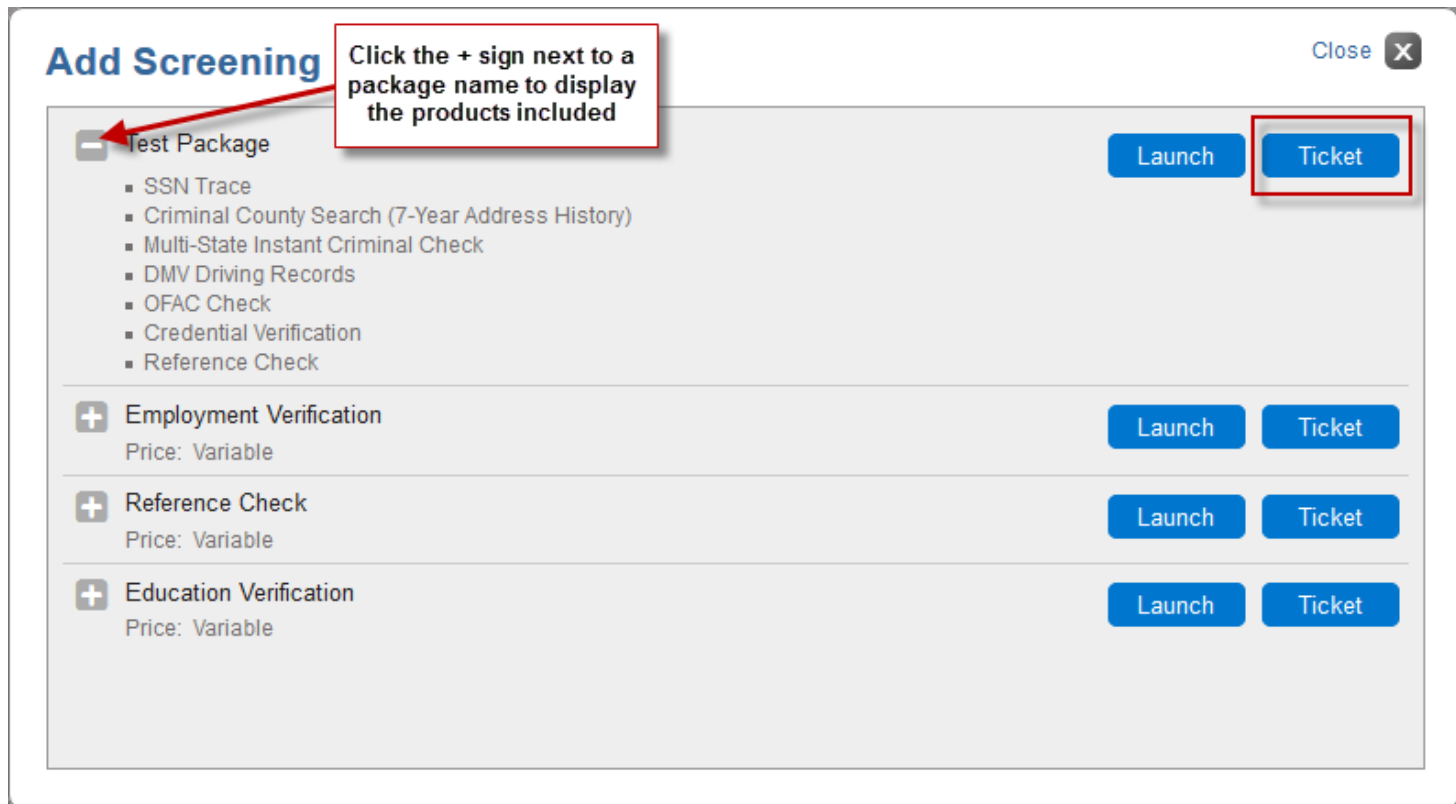 Add Screening
Click the + sign next to a
package name to display
the products included
Close X
Test Package
Launch
Ticket
SSN Trace
Criminal County Search (7-Year Address History)
Multi-State Instant Criminal Check
DMV Driving Records
OFAC Check
Credential Verification
Reference Check
Employment Verification
Price: Variable
Launch
Ticket
Reference Check
Price: Variable
Launch
Ticket
Education Verification
Price: Variable
Launch
Ticket